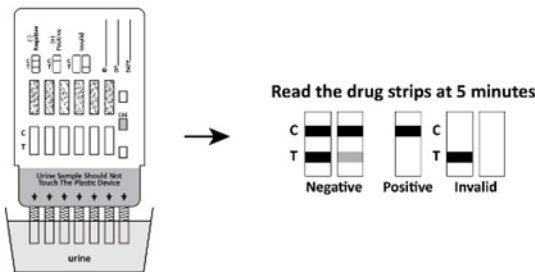 (-)
Negative
(+)
Positive
Invalid
ID
C
T
Urine Sample Should Not
Touch The Plastic Device
urine
Read the drug strips at 5 minutes
C
C
T
T
Negative
Positive
Invalid